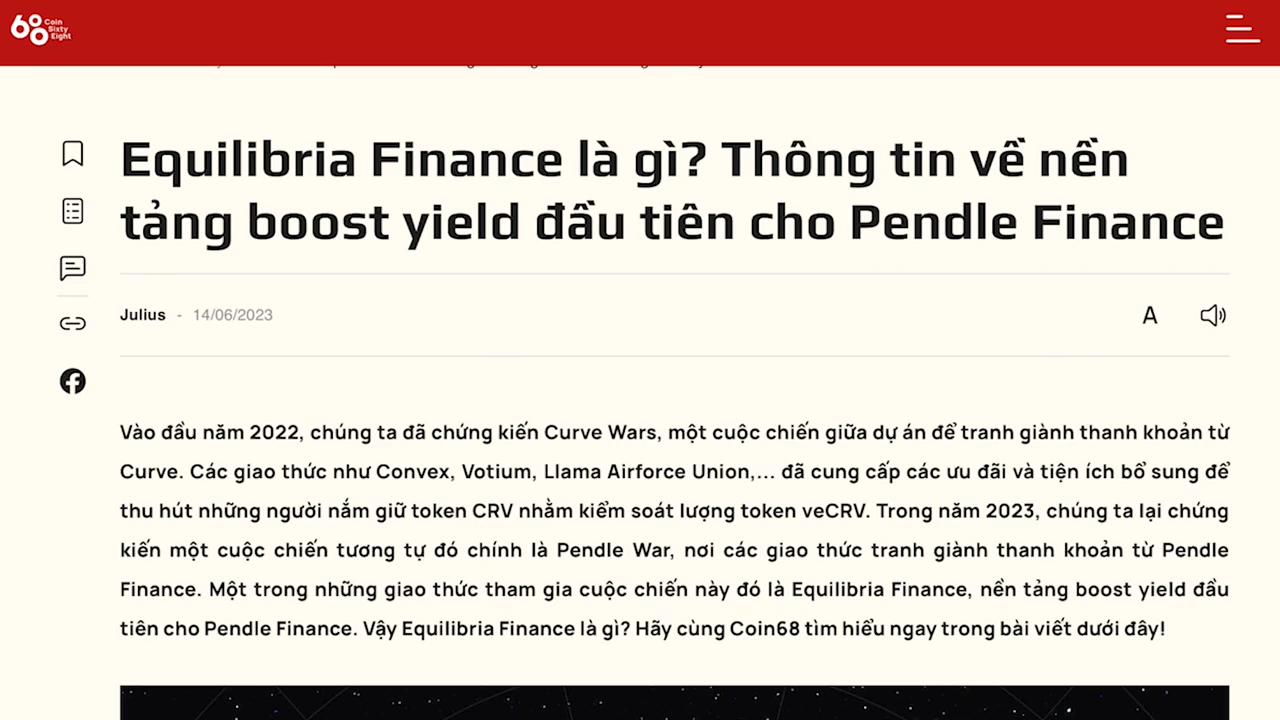 Coin
Sixty
Eight
Equilibria Finance là gì? Thông tin về nền
tảng boost yield đầu tiên cho Pendle Finance
Julius - 14/06/2023
A
Vào đầu năm 2022, chúng ta đã chứng kiến Curve Wars, một cuộc chiến giữa dự án để tranh giành thanh khoản từ
Curve. Các giao thức như Convex, Votium, Llama Airforce Union,... đã cung cấp các ưu đãi và tiện ích bổ sung để
thu hút những người nắm giữ token CRV nhằm kiểm soát lượng token veCRV. Trong năm 2023, chúng ta lại chứng
kiến một cuộc chiến tương tự đó chính là Pendle War, nơi các giao thức tranh giành thanh khoản từ Pendle
Finance. Một trong những giao thức tham gia cuộc chiến này đó là Equilibria Finance, nền tảng boost yield đầu
tiên cho Pendle Finance. Vậy Equilibria Finance là gì? Hãy cùng Coin68 tìm hiểu ngay trong bài viết dưới đây!